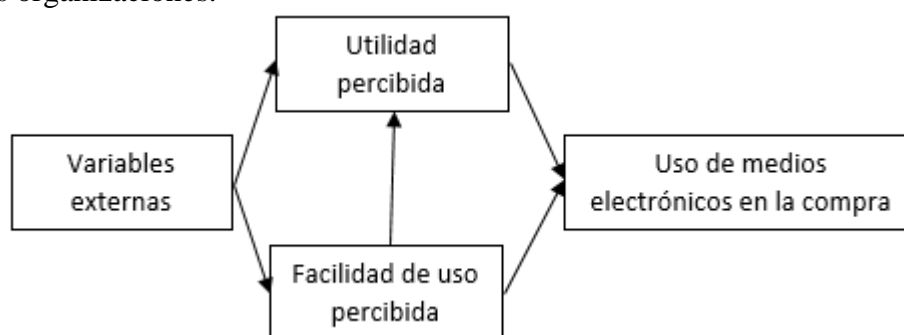 o organizaciones.
Utilidad
percibida
Variables
externas
Uso de medios
electrónicos en la compra
Facilidad de uso
percibida